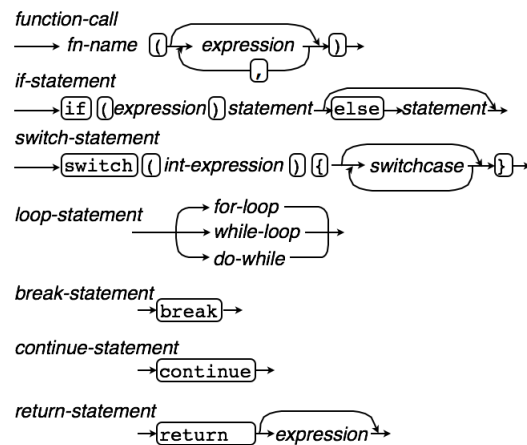 function-call
fn-name ( expression )
,
if-statement
if (expression) statement else statement
switch-statement
switch ( int-expression ) { switchcase }
loop-statement
for-loop
while-loop
do-while
break-statement
break
continue-statement
continue
return-statement
return expression